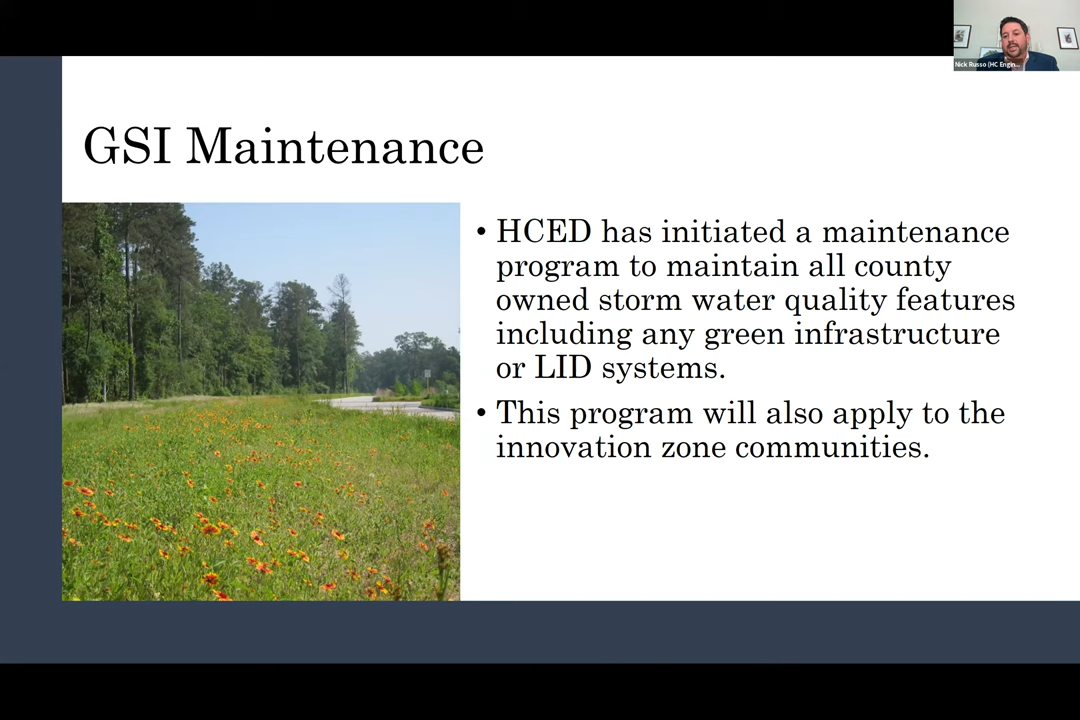 Nick Russo (HC Engin...
GSI Maintenance
• HCED has initiated a maintenance
program to maintain all county
owned storm water quality features
including any green infrastructure
or LID systems.
• This program will also apply to the
innovation zone communities.